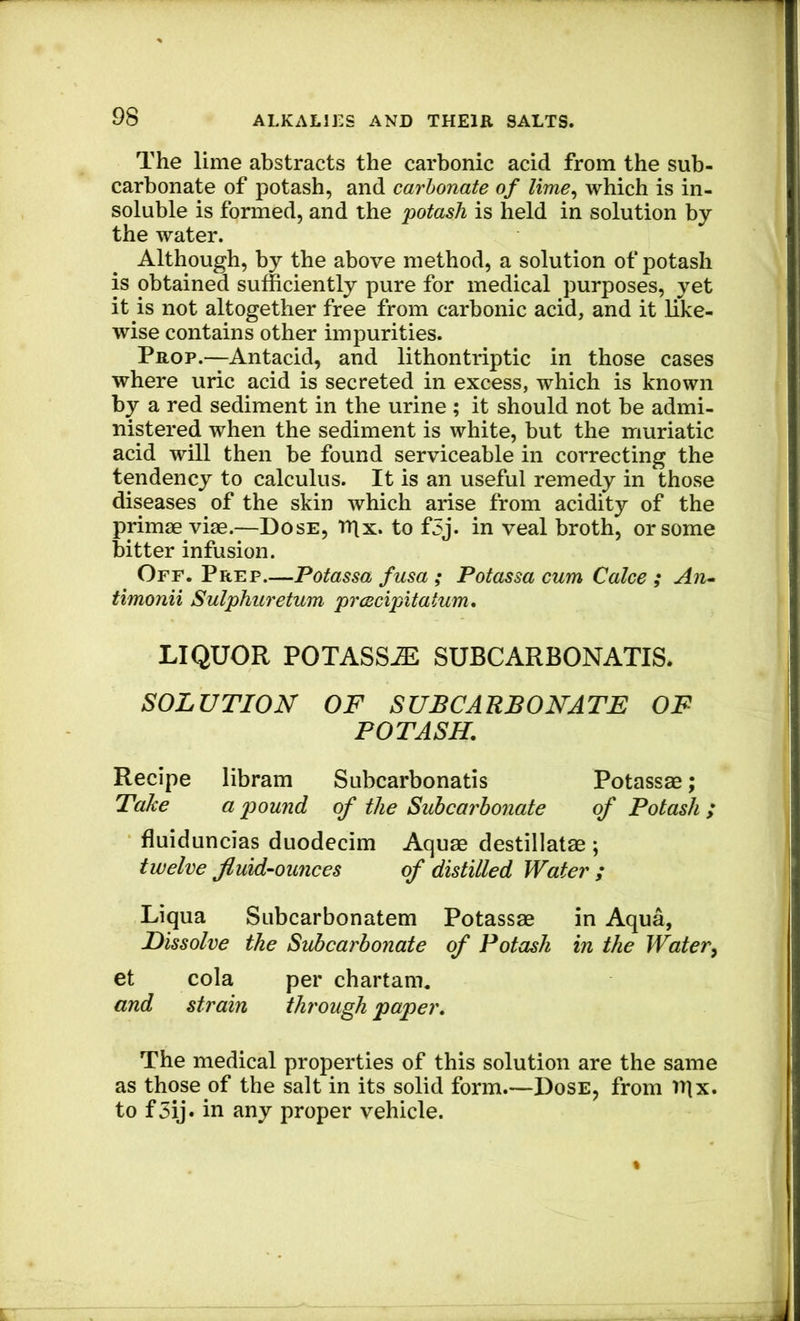 98 ALKALIES AND THEIR SALTS.
The lime abstracts the carbonic acid from the sub-
carbonate of potash, and carbonate of lime, which is in-
soluble is formed, and the potash is held in solution by
the water.
Although, by the above method, a solution of potash
is obtained sufficiently pure for medical purposes, yet
it is not altogether free from carbonic acid, and it like-
wise contains other impurities.
Prop.—Antacid, and lithontriptic in those cases
where uric acid is secreted in excess, which is known
by a red sediment in the urine ; it should not be admi-
nistered when the sediment is white, but the muriatic
acid will then be found serviceable in correcting the
tendency to calculus. It is an useful remedy in those
diseases of the skin which arise from acidity of the
primæ viæ.—Dose, ♏x. to fʒj. in veal broth, or some
bitter infusion.
Off. Prep.—Potassa fusa ; Potassa cum Calce ; An-
timonii Sulphuretum præcipitatum.
LIQUOR POTASSÆ SUBCARBONATIS.
SOLUTION OF SUBCARBONATE OF
POTASH.
Recipe libram Subcarbonatis Potassæ ;
Take a pound of the Subcarbonate of Potash ;
fluiduncias duodecim Aquæ destillatæ ;
twelve fluid-ounces of distilled Water ;
Liqua Subcarbonatem Potassæ in Aquâ,
Dissolve the Subcarbonate of Potash in the Water,
et cola per chartam.
and strain through paper.
The medical properties of this solution are the same
as those of the salt in its solid form.—Dose, from ♏x.
to fʒij. in any proper vehicle.